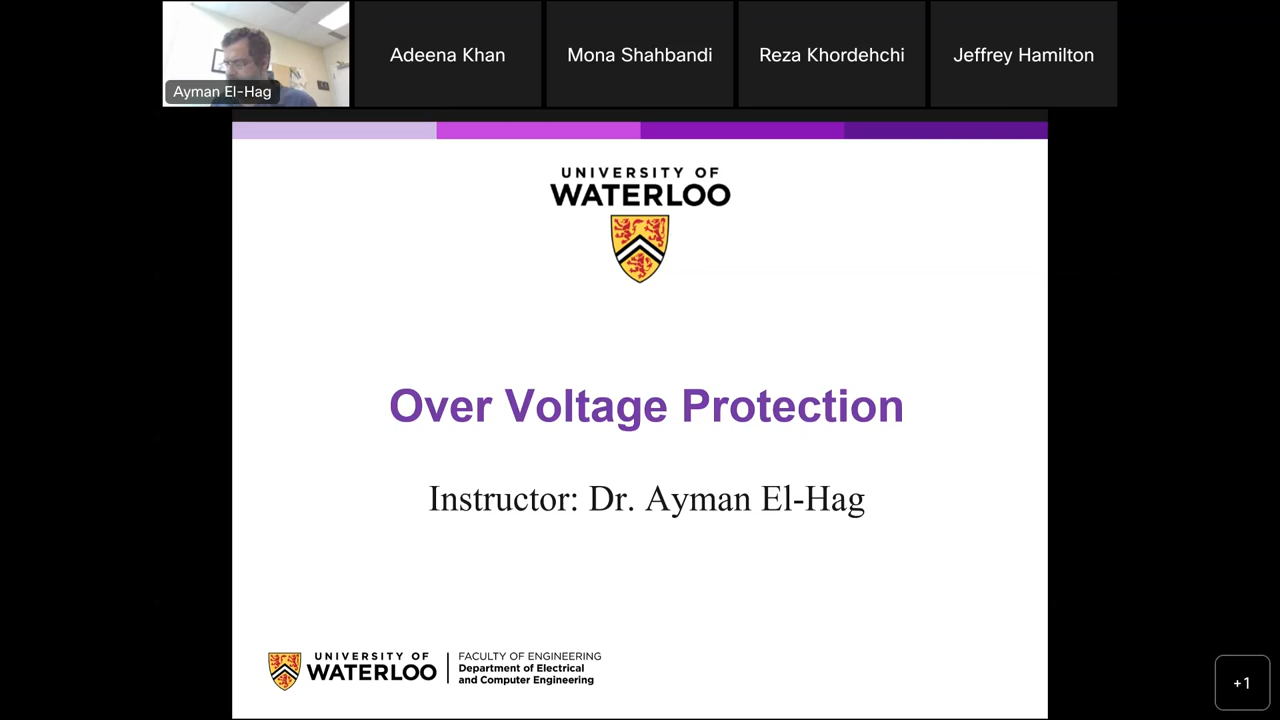 Ayman El-Hag
Adeena Khan
Mona Shahbandi
Reza Khordehchi
Jeffrey Hamilton
UNIVERSITY OF
WATERLOO
Over Voltage Protection
Instructor: Dr. Ayman El-Hag
UNIVERSITY OF
WATERLOO
FACULTY OF ENGINEERING
Department of Electrical
and Computer Engineering
+1